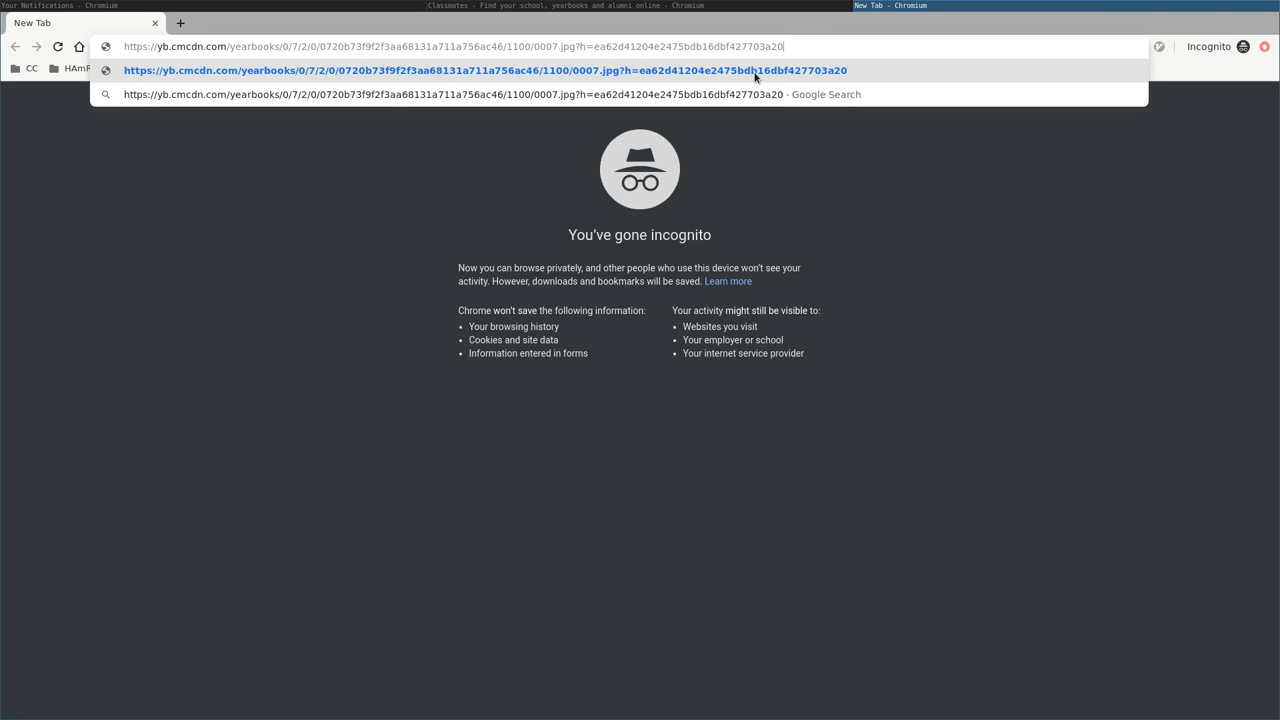 Your Notifications - Chromium
Classmates - Find your school, yearbooks and alumni online - Chromium
New Tab - Chromium
New Tab
https://yb.cmcdn.com/yearbooks/0/7/2/0/0720b73f9f2f3aa68131a711a756ac46/1100/0007.jpg?h=ea62d41204e2475bdb16dbf427703a20
Incognito
CC
HAmR
https://yb.cmcdn.com/yearbooks/0/7/2/0/0720b73f9f2f3aa68131a711a756ac46/1100/0007.jpg?h=ea62d41204e2475bdb16dbf427703a20
https://yb.cmcdn.com/yearbooks/0/7/2/0/0720b73f9f2f3aa68131a711a756ac46/1100/0007.jpg?h=ea62d41204e2475bdb16dbf427703a20 - Google Search
You've gone incognito
Now you can browse privately, and other people who use this device won't see your
activity. However, downloads and bookmarks will be saved. Learn more
Chrome won't save the following information:
• Your browsing history
• Cookies and site data
• Information entered in forms
Your activity might still be visible to:
• Websites you visit
• Your employer or school
• Your internet service provider